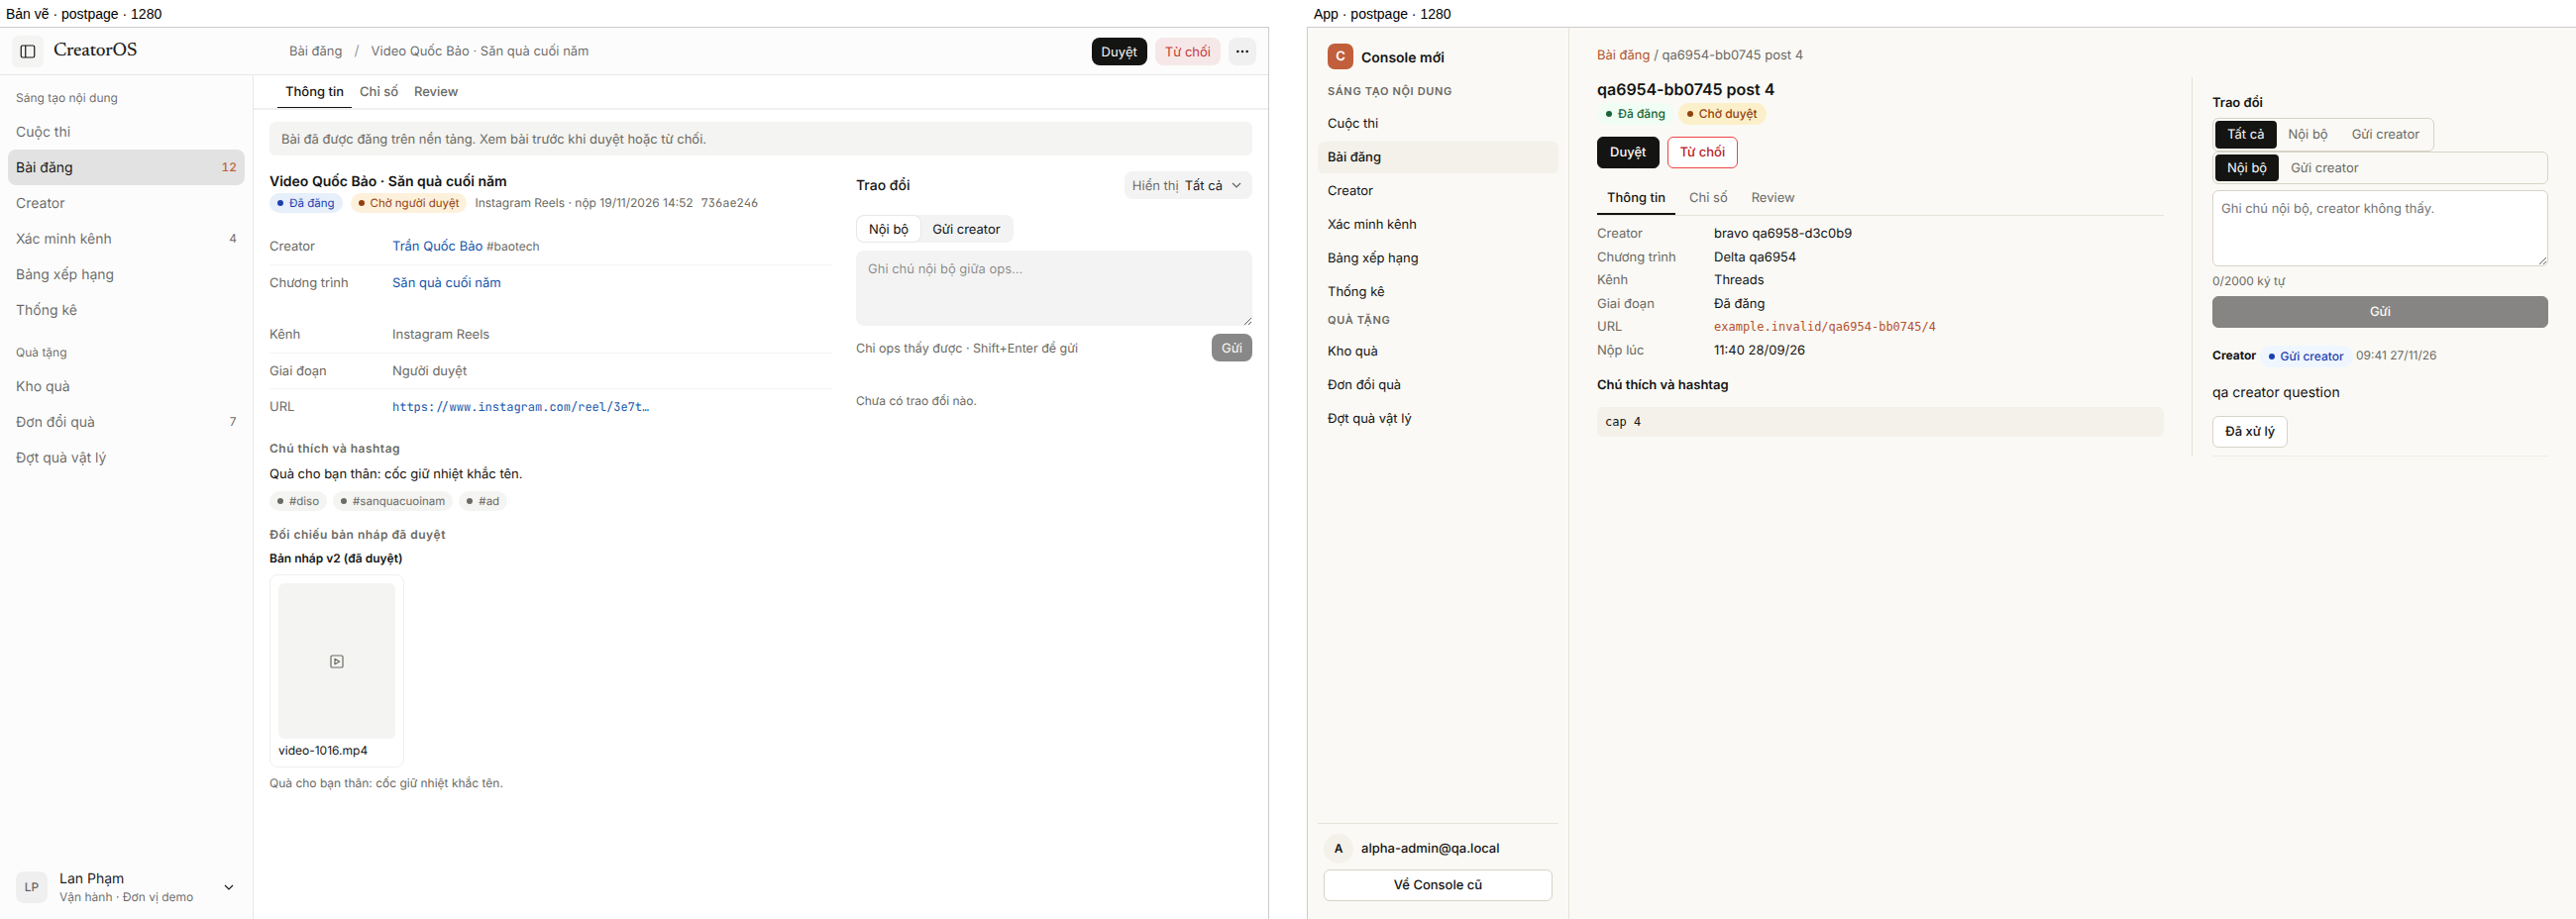 Bản vẽ · postpage · 1280
CreatorOS
Bài đăng / Video Quốc Bảo · Săn quà cuối năm
Duyệt
Từ chối
Sáng tạo nội dung
Cuộc thi
Bài đăng 12
Creator
Xác minh kênh 4
Bảng xếp hạng
Thống kê
Quà tặng
Kho quà
Đơn đổi quà 7
Đợt quà vật lý
LP
Lan Phạm
Vận hành · Đơn vị demo
Thông tin Chỉ số Review
Bài đã được đăng trên nền tảng. Xem bài trước khi duyệt hoặc từ chối.
Video Quốc Bảo · Săn quà cuối năm
Đã đăng Chờ người duyệt Instagram Reels · nộp 19/11/2026 14:52 736ae246
Creator Trần Quốc Bảo #baotech
Chương trình Săn quà cuối năm
Kênh Instagram Reels
Giai đoạn Người duyệt
URL https://www.instagram.com/reel/3e7t…
Chú thích và hashtag
Quà cho bạn thân: cốc giữ nhiệt khắc tên.
#diso #sanquacuoinam #ad
Đối chiếu bản nháp đã duyệt
Bản nháp v2 (đã duyệt)
video-1016.mp4
Quà cho bạn thân: cốc giữ nhiệt khắc tên.
Trao đổi
Hiển thị Tất cả
Nội bộ Gửi creator
Ghi chú nội bộ giữa ops...
Chỉ ops thấy được · Shift+Enter để gửi
Gửi
Chưa có trao đổi nào.
App · postpage · 1280
C Console mới
SÁNG TẠO NỘI DUNG
Cuộc thi
Bài đăng
Creator
Xác minh kênh
Bảng xếp hạng
Thống kê
QUÀ TẶNG
Kho quà
Đơn đổi quà
Đợt quà vật lý
A alpha-admin@qa.local
Về Console cũ
Bài đăng / qa6954-bb0745 post 4
qa6954-bb0745 post 4
Đã đăng Chờ duyệt
Duyệt Từ chối
Thông tin Chỉ số Review
Creator bravo qa6958-d3c0b9
Chương trình Delta qa6954
Kênh Threads
Giai đoạn Đã đăng
URL example.invalid/qa6954-bb0745/4
Nộp lúc 11:40 28/09/26
Chú thích và hashtag
cap 4
Trao đổi
Tất cả Nội bộ Gửi creator
Nội bộ Gửi creator
Ghi chú nội bộ, creator không thấy.
0/2000 ký tự
Gửi
Creator Gửi creator 09:41 27/11/26
qa creator question
Đã xử lý